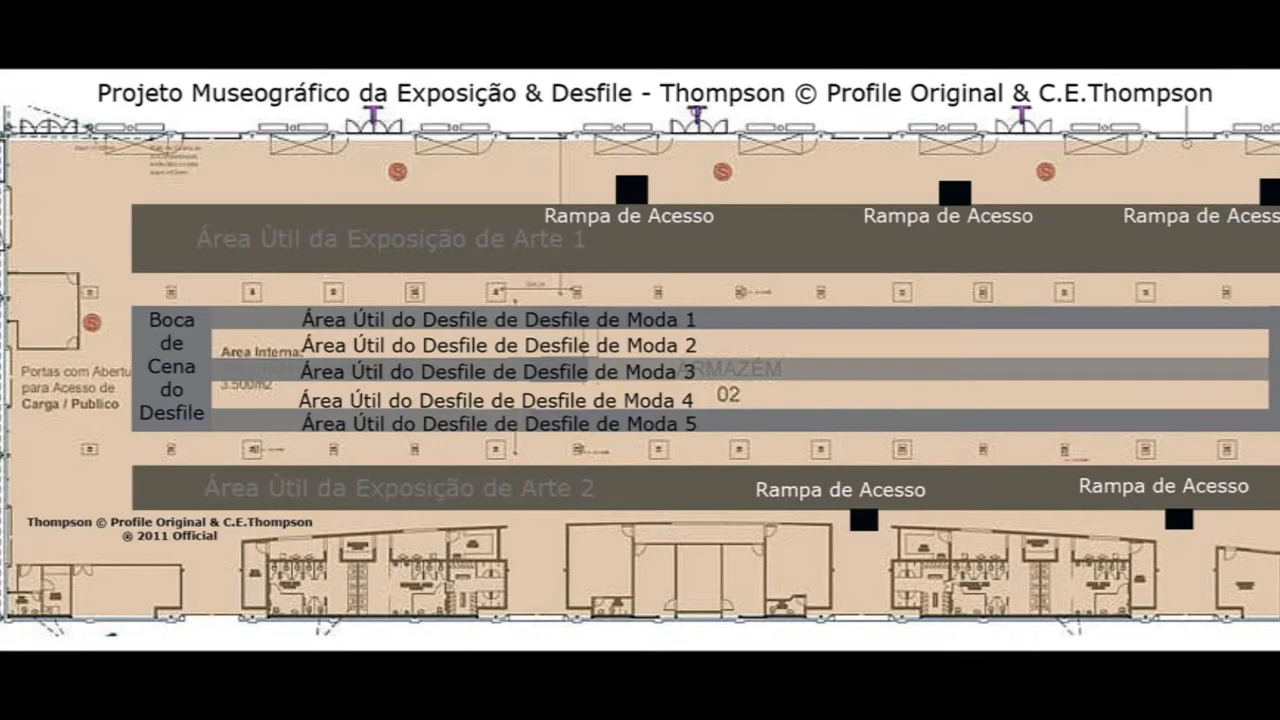 Projeto Museográfico da Exposição & Desfile - Thompson © Profile Original & C.E.Thompson
S
S
S
Rampa de Acesso
Rampa de Acesso
Rampa de Acess
Área Ùtil da Exposição de Arte 1
S
Boca
de
Cena
do
Desfile
Área Útil do Desfile de Desfile de Moda 1
Área Útil do Desfile de Desfile de Moda 2
Área Útil do Desfile de Desfile de Moda 3
Área Útil do Desfile de Desfile de Moda 4
Área Útil do Desfile de Desfile de Moda 5
Area Interna:
3.500m2
ARMAZÉM
02
Portas com Abertu
para Acesso de
Carga / Publico
Área Ùtil da Exposição de Arte 2
Rampa de Acesso
Rampa de Acesso
Thompson © Profile Original & C.E.Thompson
® 2011 Official